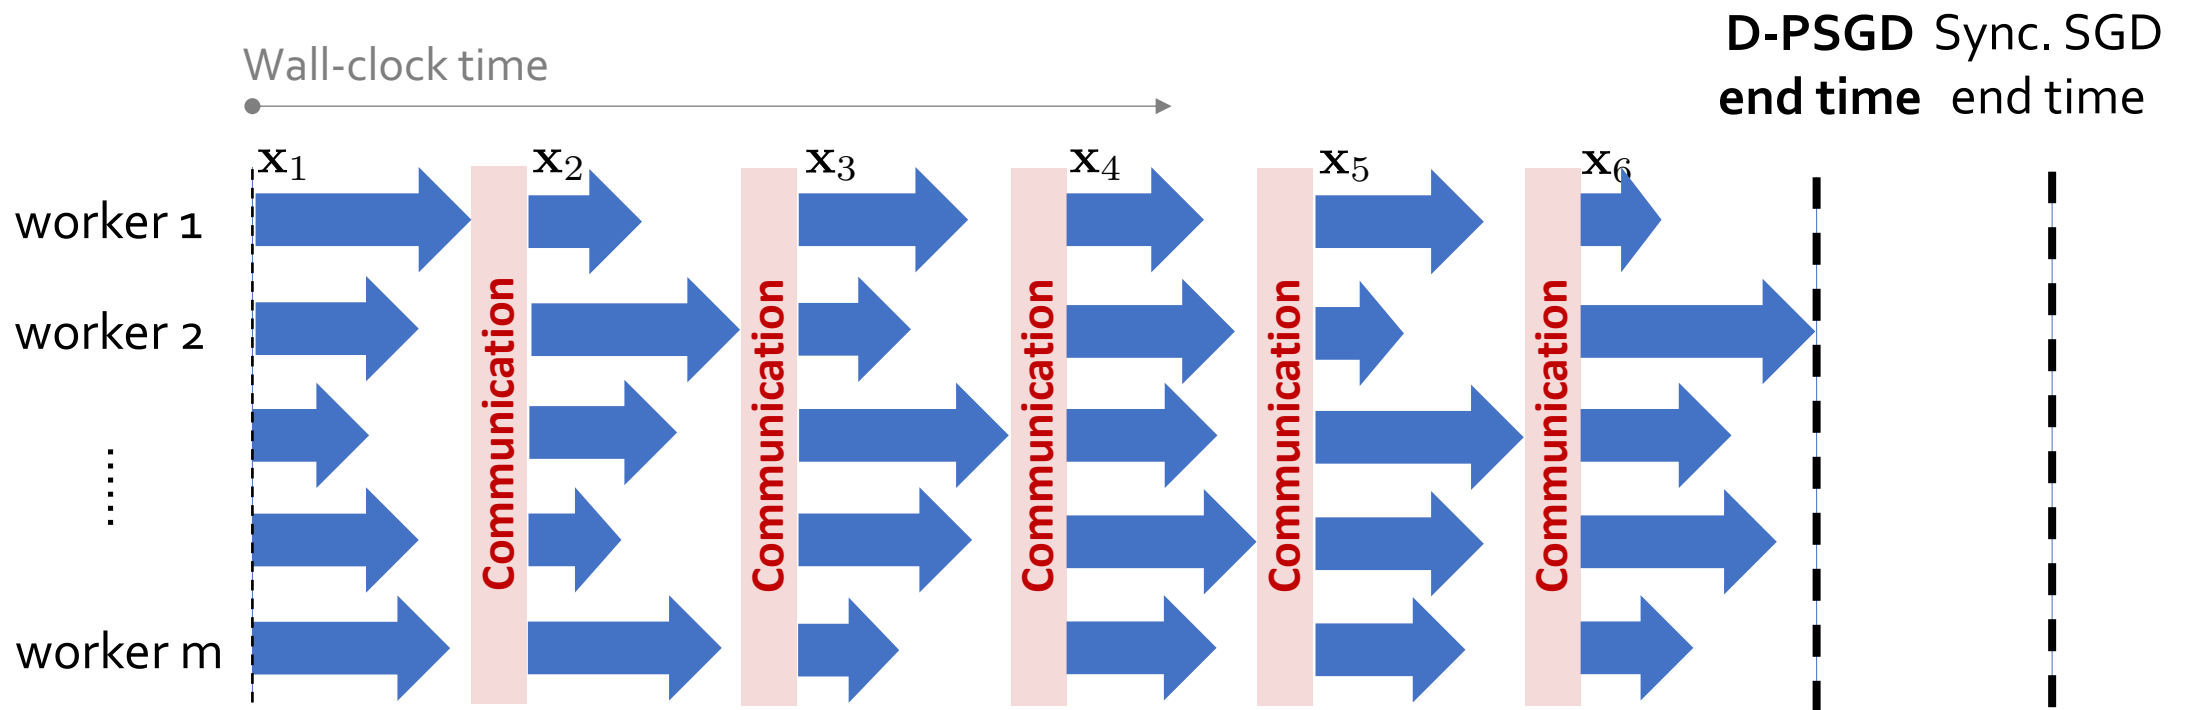 D-PSGD Sync. SGD
end time end time
Wall-clock time
x₁ x₂ x₃ x₄ x₅ x₆
worker 1
worker 2
......
worker m
Communication
Communication
Communication
Communication
Communication